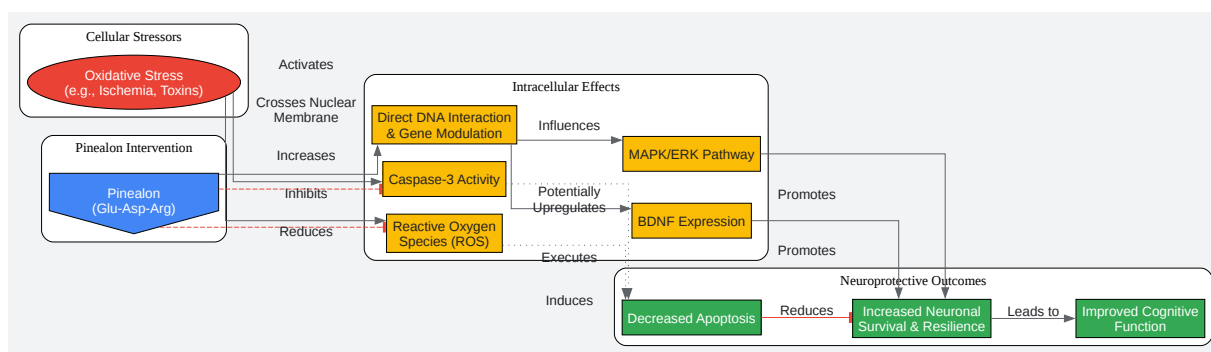 Cellular Stressors
Oxidative Stress
(e.g., Ischemia, Toxins)
Activates
Crosses Nuclear
Membrane
Increases
Inhibits
Reduces
Pinealon Intervention
Pinealon
(Glu-Asp-Arg)
Intracellular Effects
Direct DNA Interaction
& Gene Modulation
Influences
MAPK/ERK Pathway
Caspase-3 Activity
Potentially
Upregulates
BDNF Expression
Reactive Oxygen
Species (ROS)
Executes
Induces
Promotes
Promotes
Neuroprotective Outcomes
Decreased Apoptosis
Reduces
Increased Neuronal
Survival & Resilience
Leads to
Improved Cognitive
Function